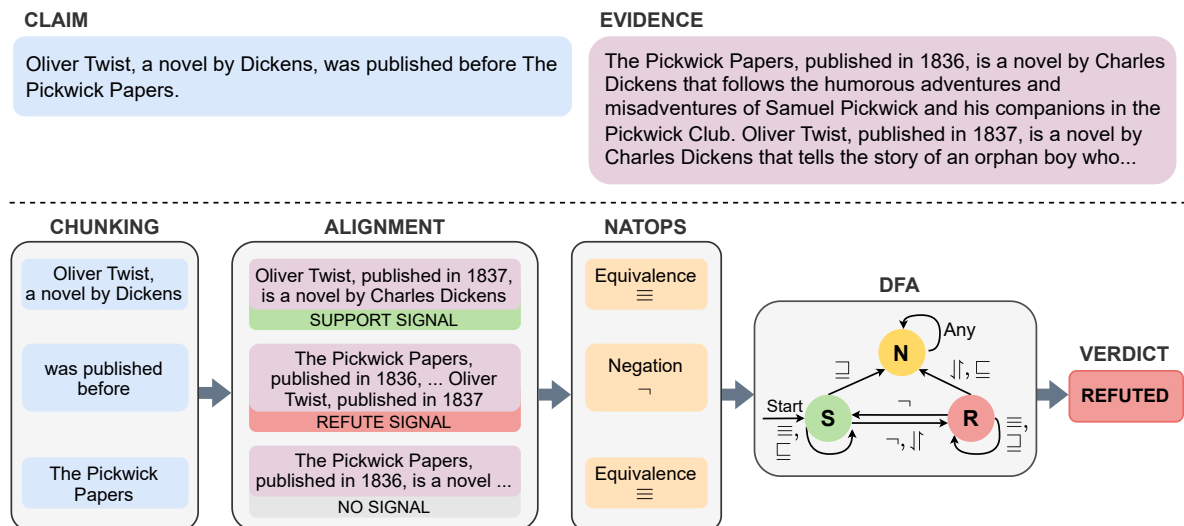 CLAIM
Oliver Twist, a novel by Dickens, was published before The
Pickwick Papers.
EVIDENCE
The Pickwick Papers, published in 1836, is a novel by Charles
Dickens that follows the humorous adventures and
misadventures of Samuel Pickwick and his companions in the
Pickwick Club. Oliver Twist, published in 1837, is a novel by
Charles Dickens that tells the story of an orphan boy who...
CHUNKING
Oliver Twist,
a novel by Dickens
was published
before
The Pickwick
Papers
ALIGNMENT
Oliver Twist, published in 1837,
is a novel by Charles Dickens
SUPPORT SIGNAL
The Pickwick Papers,
published in 1836, ... Oliver
Twist, published in 1837
REFUTE SIGNAL
The Pickwick Papers,
published in 1836, is a novel ...
NO SIGNAL
NATOPS
Equivalence
≡
Negation
¬
Equivalence
≡
DFA
Any
N
⊒
⇃↾, ⊑
Start
S
¬
R
≡,
⊑
¬, ⇃↾
≡,
⊒
VERDICT
REFUTED